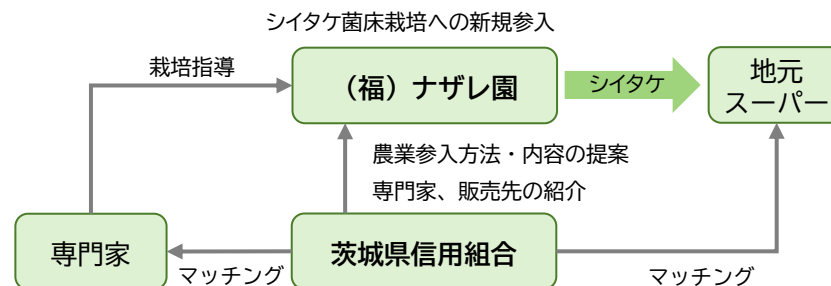 シイタケ菌床栽培への新規参入
栽培指導
（福）ナザレ園
シイタケ
地元
スーパー
農業参入方法・内容の提案
専門家、販売先の紹介
専門家
マッチング
茨城県信用組合
マッチング